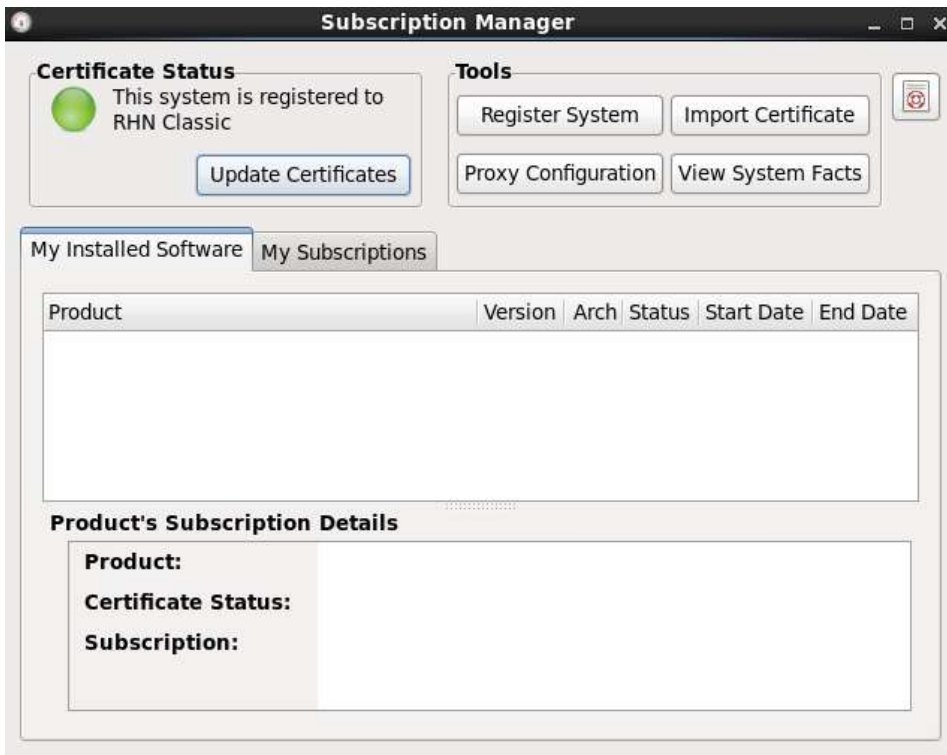 Subscription Manager
Certificate Status
This system is registered to
RHN Classic
Update Certificates
Tools
Register System
Import Certificate
Proxy Configuration
View System Facts
My Installed Software
My Subscriptions
Product Version Arch Status Start Date End Date
Product's Subscription Details
Product:
Certificate Status:
Subscription: